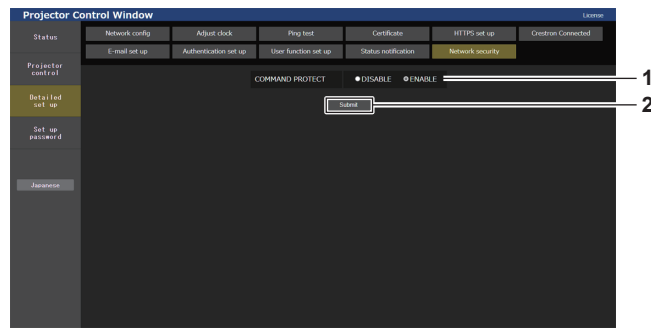 Projector Control Window
License
Status
Network config
Adjust clock
Ping test
Certificate
HTTPS set up
Crestron Connected
E-mail set up
Authentication set up
User function set up
Status notification
Network security
Projector
control
COMMAND PROTECT
DISABLE
ENABLE
1
Detailed
set up
Submit
2
Set up
password
Japanese